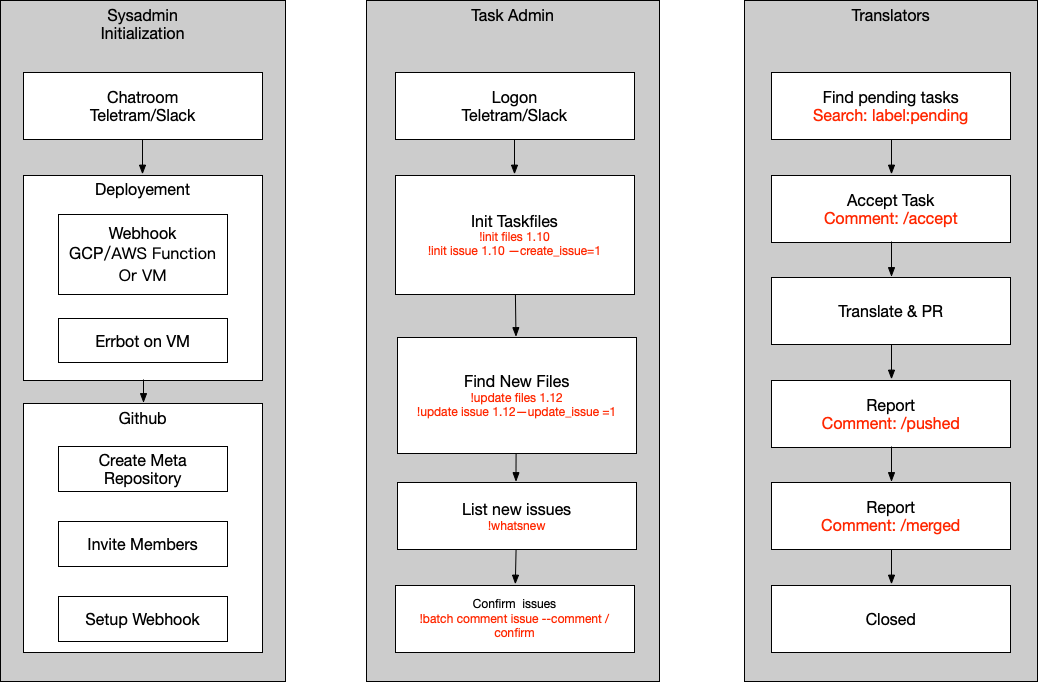 Sysadmin
Initialization
Chatroom
Teletram/Slack
Deployement
Webhook
GCP/AWS Function
Or VM
Errbot on VM
Github
Create Meta
Repository
Invite Members
Setup Webhook
Task Admin
Logon
Teletram/Slack
Init Taskfiles
!init files 1.10
!init issue 1.10 —create_issue=1
Find New Files
!update files 1.12
!update issue 1.12—update_issue =1
List new issues
!whatsnew
Confirm issues
!batch comment issue --comment /
confirm
Translators
Find pending tasks
Search: label:pending
Accept Task
Comment: /accept
Translate & PR
Report
Comment: /pushed
Report
Comment: /merged
Closed